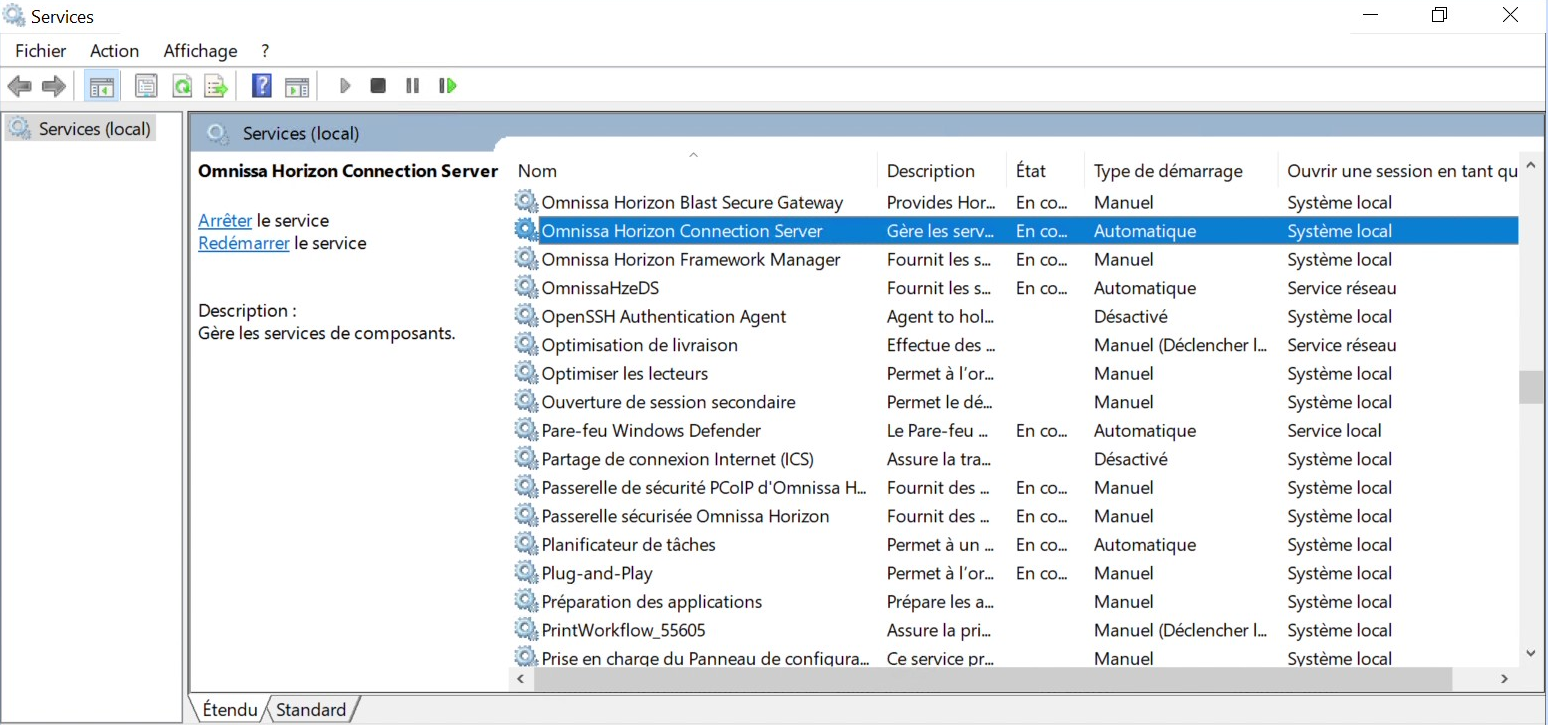 Services
Fichier Action Affichage ?
Services (local)
Services (local)
Omnissa Horizon Connection Server
Arrêter le service
Redémarrer le service
Description :
Gère les services de composants.
Nom Description État Type de démarrage Ouvrir une session en tant qu
Omnissa Horizon Blast Secure Gateway Provides Hor... En co... Manuel Système local
Omnissa Horizon Connection Server Gère les serv... En co... Automatique Système local
Omnissa Horizon Framework Manager Fournit les s... En co... Manuel Système local
OmnissaHzeDS Fournit les s... En co... Automatique Service réseau
OpenSSH Authentication Agent Agent to hol... Désactivé Système local
Optimisation de livraison Effectue des ... Manuel (Déclencher l... Service réseau
Optimiser les lecteurs Permet à l'or... Manuel Système local
Ouverture de session secondaire Permet le dé... Manuel Système local
Pare-feu Windows Defender Le Pare-feu ... En co... Automatique Service local
Partage de connexion Internet (ICS) Assure la tra... Désactivé Système local
Passerelle de sécurité PCoIP d'Omnissa H... Fournit des ... En co... Manuel Système local
Passerelle sécurisée Omnissa Horizon Fournit des ... En co... Manuel Système local
Planificateur de tâches Permet à un ... En co... Automatique Système local
Plug-and-Play Permet à l'or... En co... Manuel Système local
Préparation des applications Prépare les a... Manuel Système local
PrintWorkflow_55605 Assure la pri... Manuel (Déclencher l... Système local
Prise en charge du Panneau de configura... Ce service pr... Manuel Système local
Étendu Standard